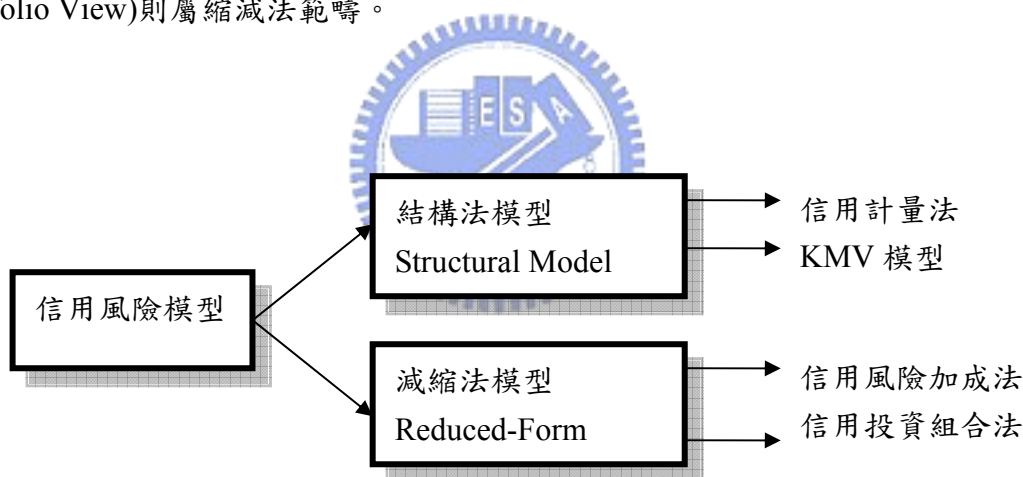 folio View)則屬縮減法範疇。
ESA
結構法模型
Structural Model
信用計量法
KMV 模型
信用風險模型
減縮法模型
Reduced-Form
信用風險加成法
信用投資組合法